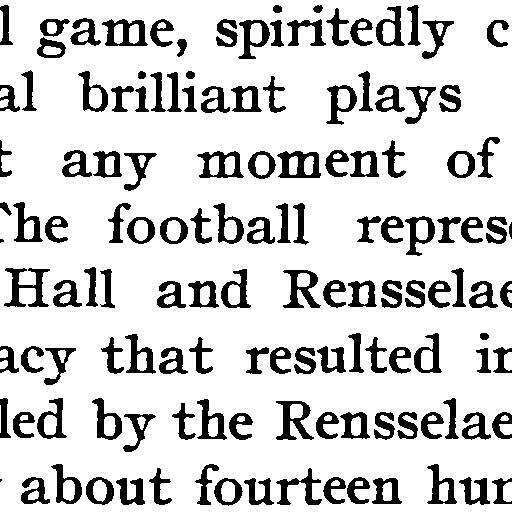 l game, spiritedly c
al brilliant plays
t any moment of
The football repres
Hall and Rensselae
acy that resulted in
led by the Rensselae
about fourteen hun